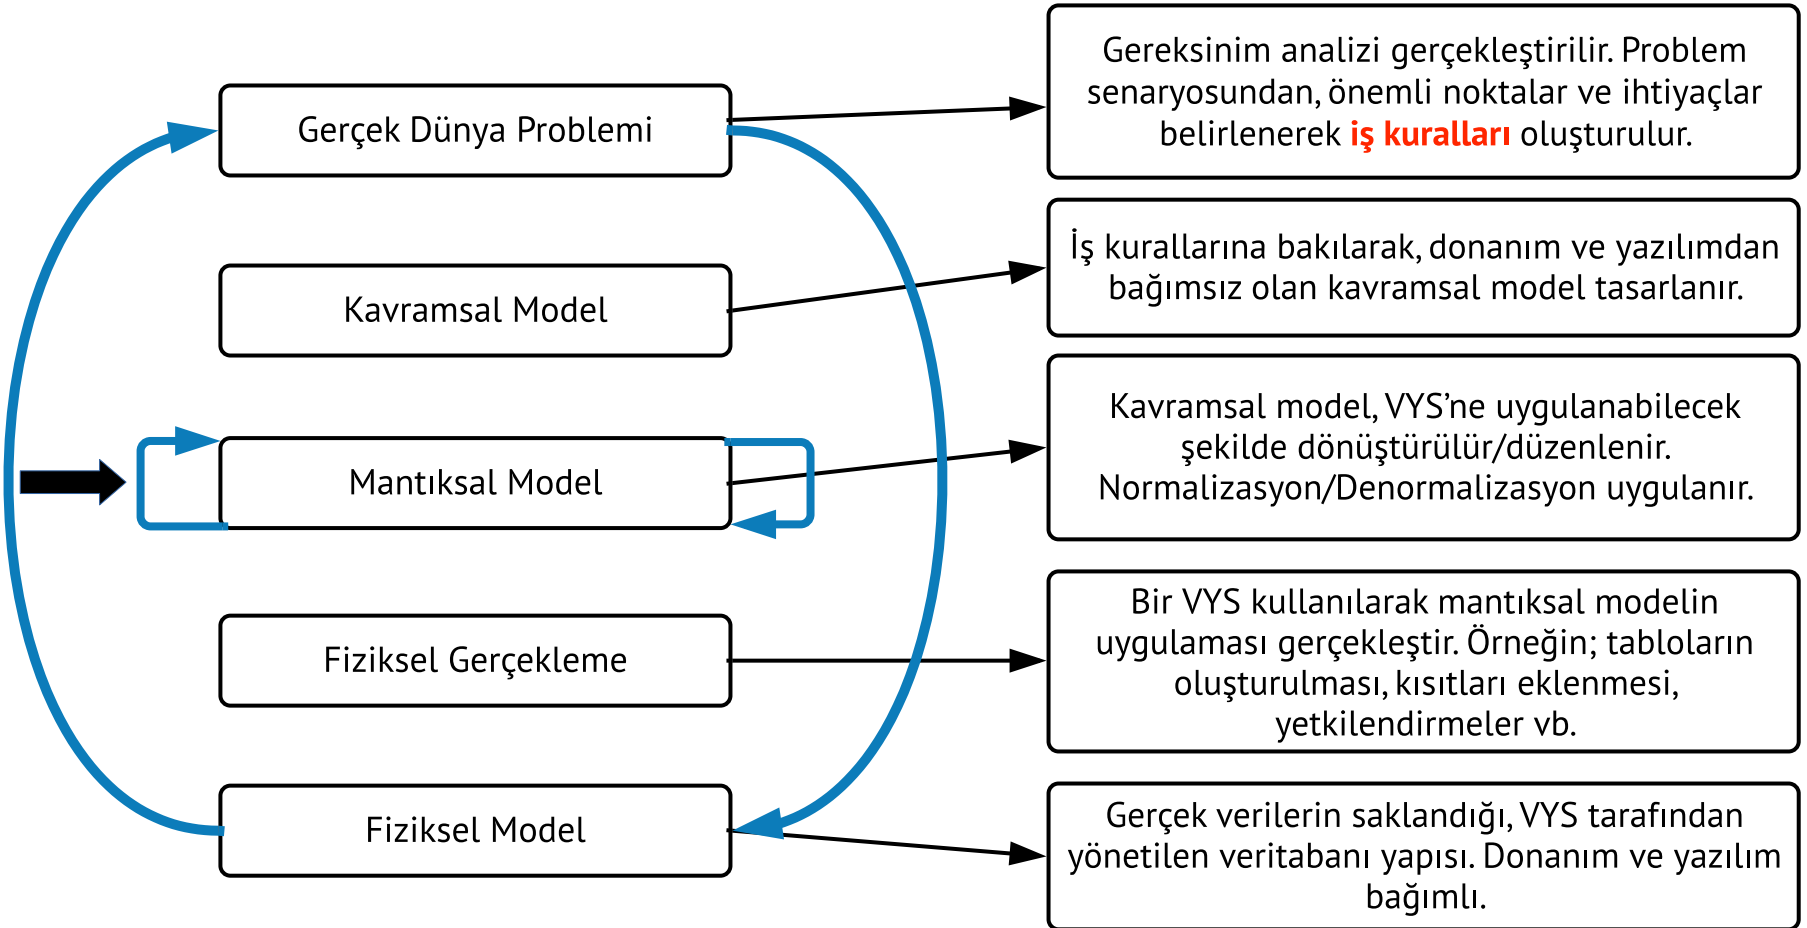 Gerçek Dünya Problemi
Gereksinim analizi gerçekleştirilir. Problem
senaryosundan, önemli noktalar ve ihtiyaçlar
belirlenerek iş kuralları oluşturulur.
Kavramsal Model
İş kurallarına bakılarak, donanım ve yazılımdan
bağımsız olan kavramsal model tasarlanır.
Mantıksal Model
Kavramsal model, VYS’ne uygulanabilecek
şekilde dönüştürülür/düzenlenir.
Normalizasyon/Denormalizasyon uygulanır.
Fiziksel Gerçekleme
Bir VYS kullanılarak mantıksal modelin
uygulaması gerçekleştir. Örneğin; tabloların
oluşturulması, kısıtları eklenmesi,
yetkilendirmeler vb.
Fiziksel Model
Gerçek verilerin saklandığı, VYS tarafından
yönetilen veritabanı yapısı. Donanım ve yazılım
bağımlı.